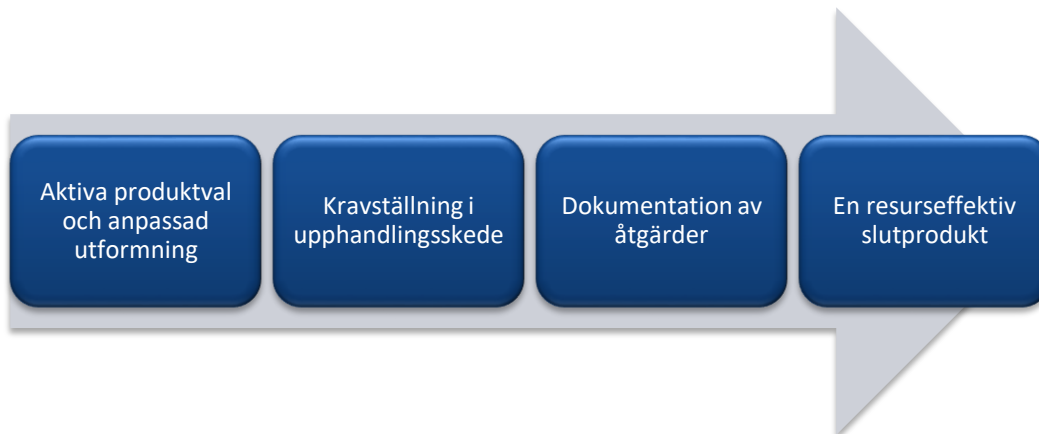 Aktiva produktval
och anpassad
utformning
Kravställning i
upphandlingsskede
Dokumentation av
åtgärder
En resurseffektiv
slutprodukt